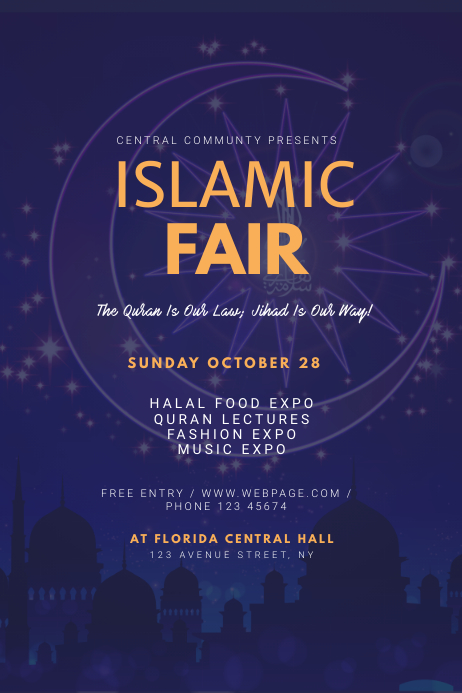 CENTRAL COMMUNTY PRESENTS
ISLAMIC
FAIR
The Quran Is Our Law; Jihad Is Our Way!
SUNDAY OCTOBER 28
HALAL FOOD EXPO
QURAN LECTURES
FASHION EXPO
MUSIC EXPO
FREE ENTRY / WWW.WEBPAGE.COM /
PHONE 123 45674
AT FLORIDA CENTRAL HALL
123 AVENUE STREET, NY